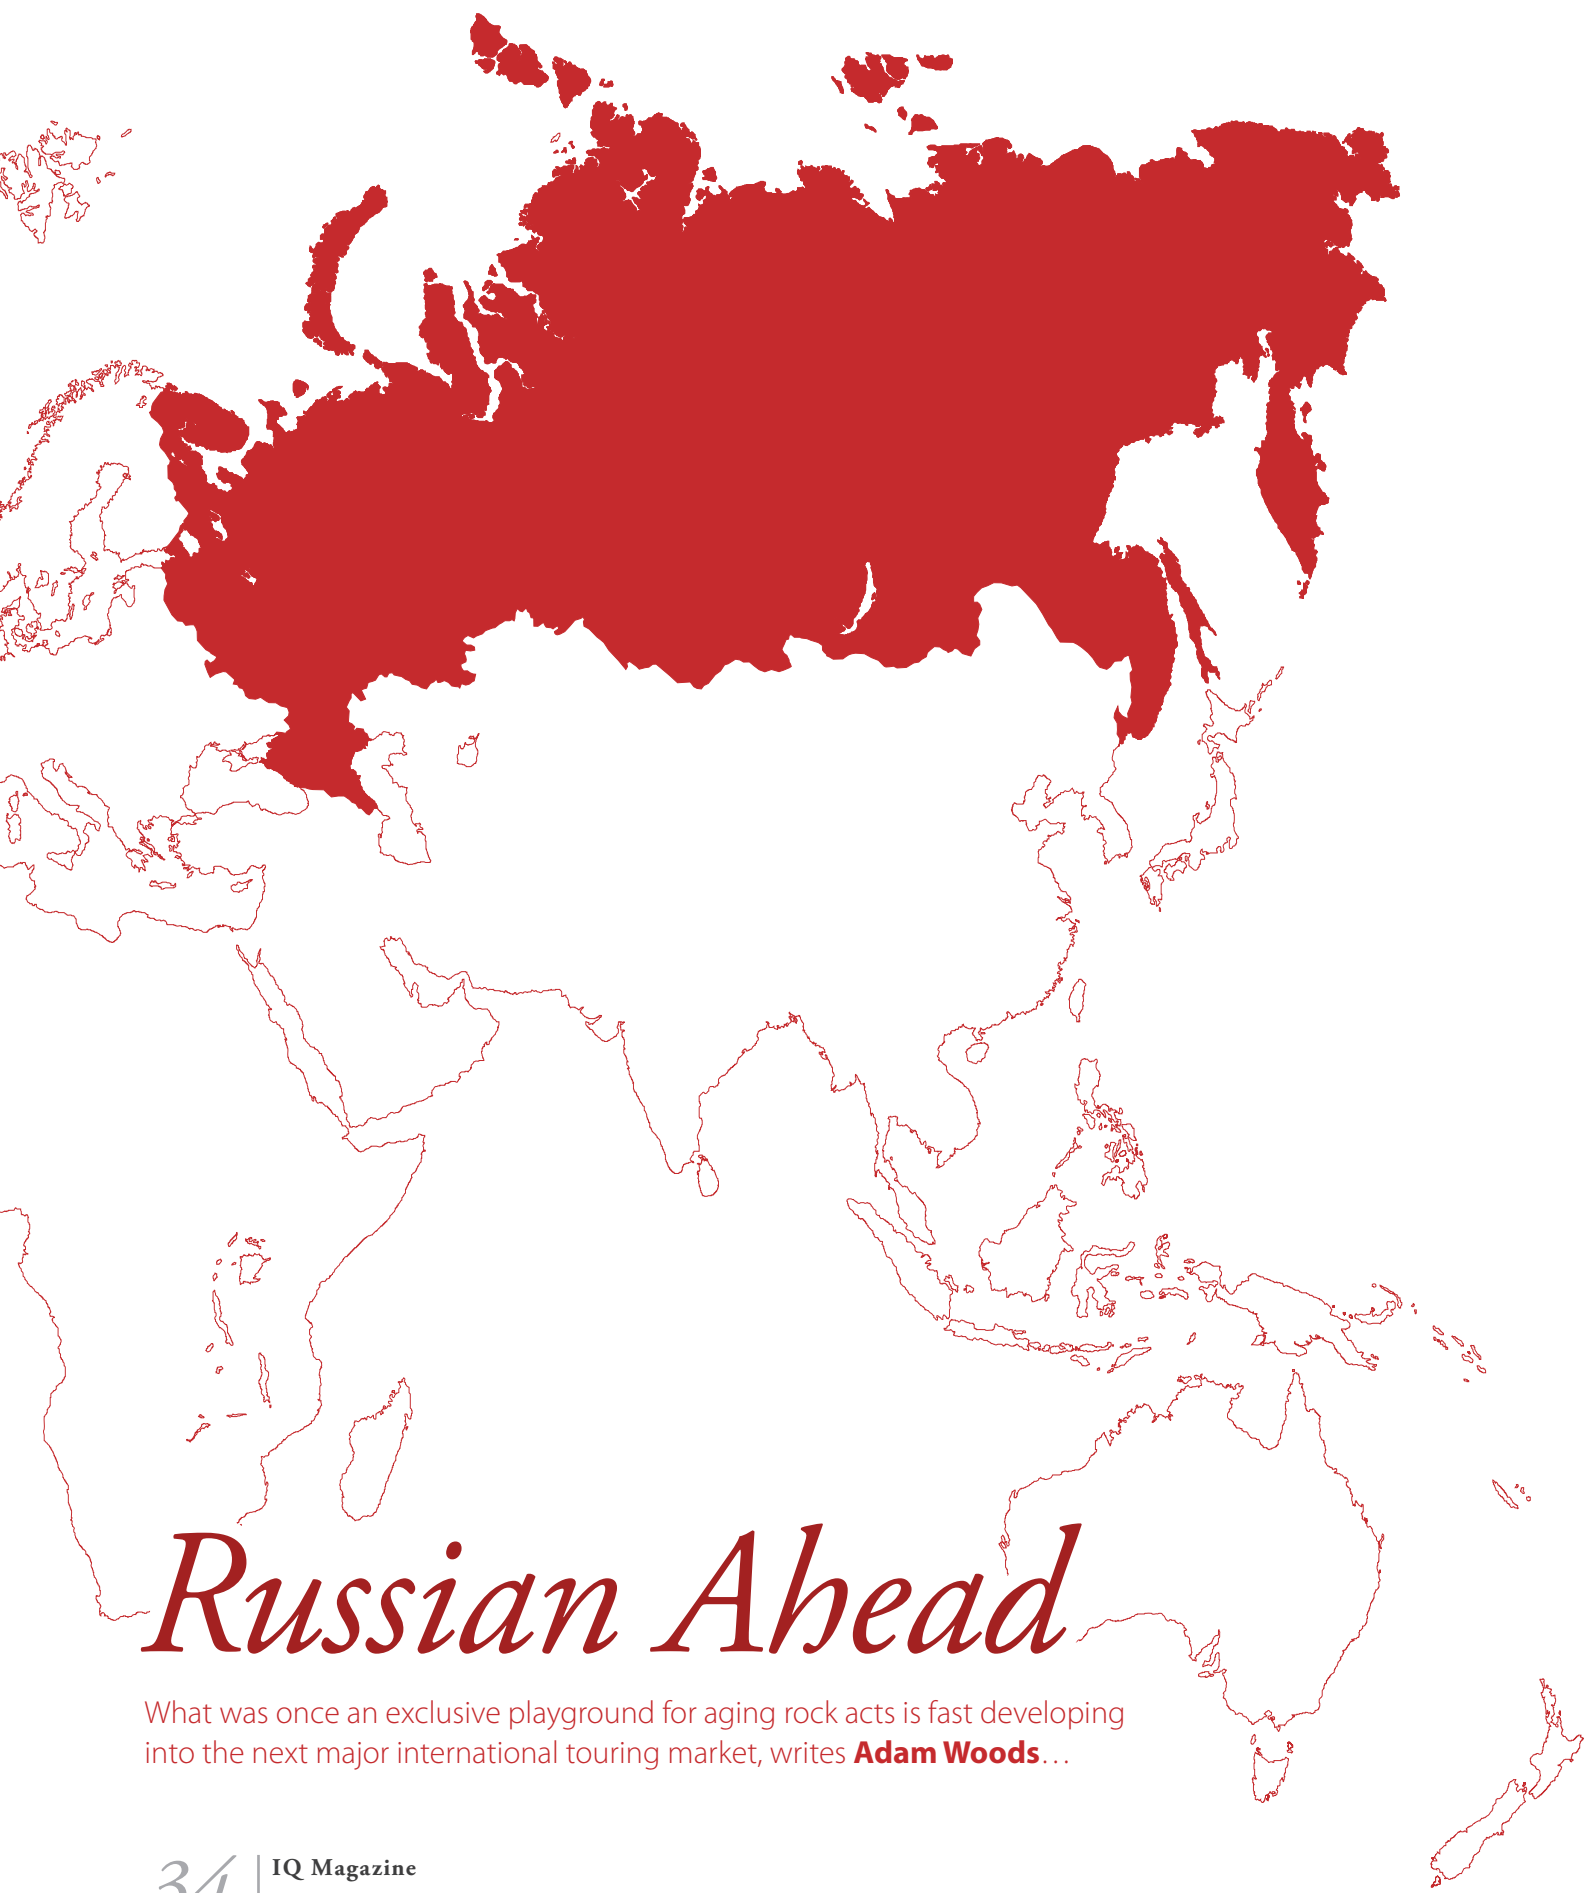 Russian Ahead
What was once an exclusive playground for aging rock acts is fast developing
into the next major international touring market, writes Adam Woods…
34 IQ Magazine